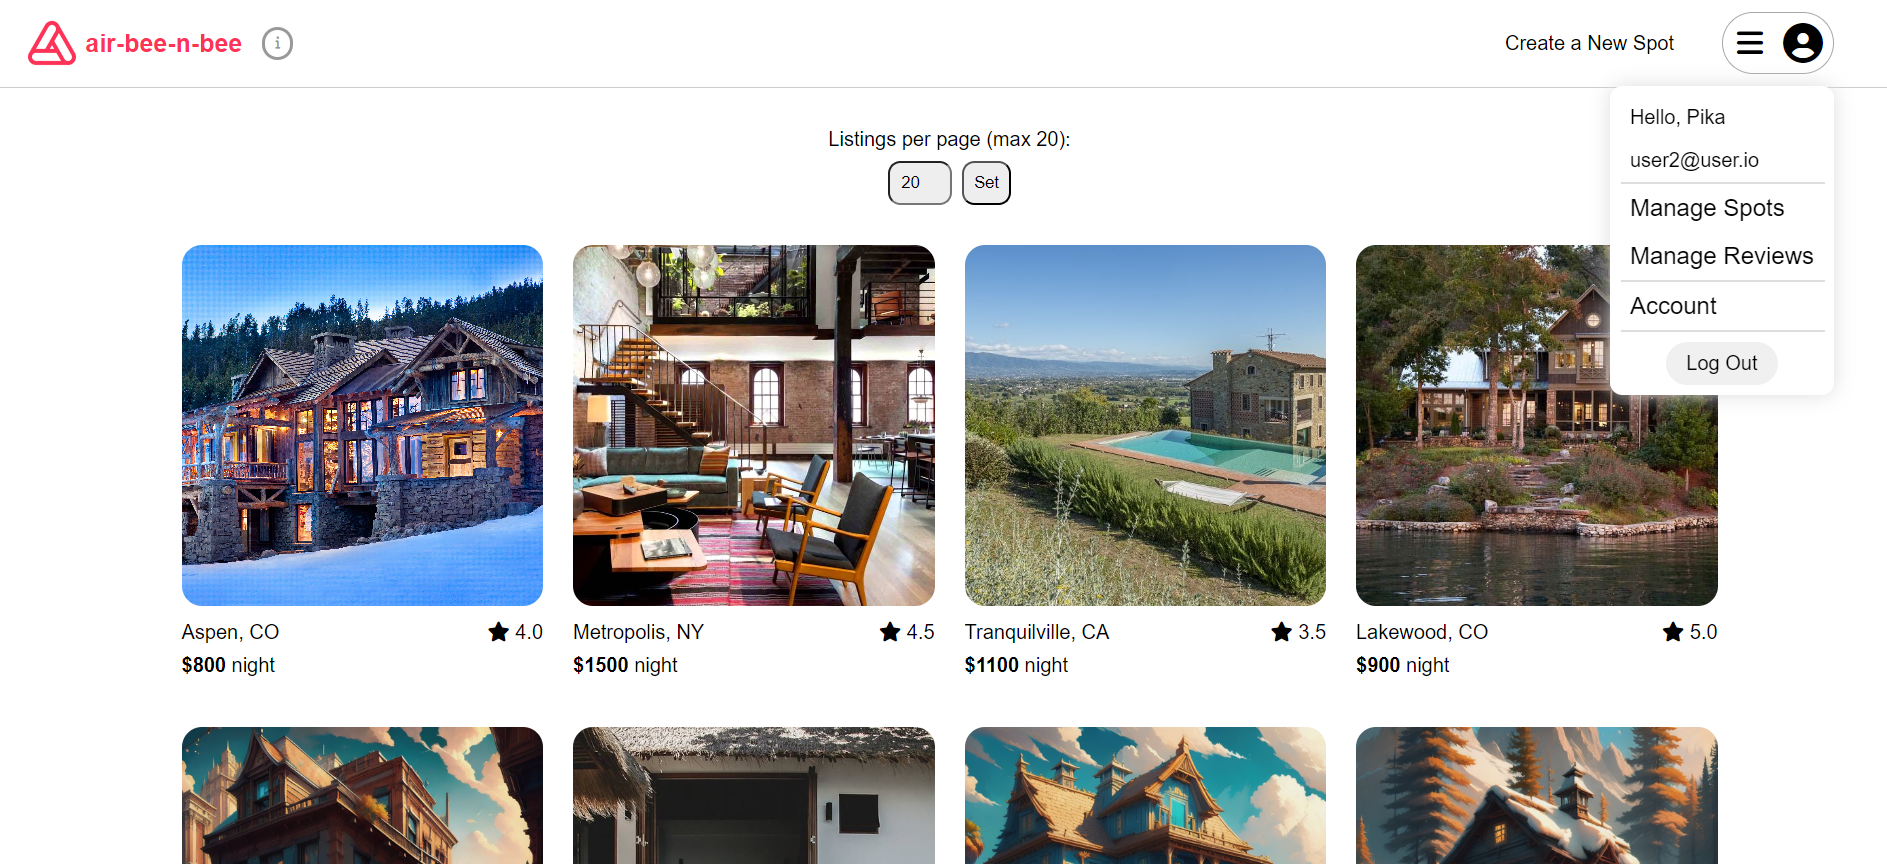 air-bee-n-bee
i
Create a New Spot
Hello, Pika
user2@user.io
Manage Spots
Manage Reviews
Account
Log Out
Listings per page (max 20):
20 Set
Aspen, CO 4.0
$800 night
Metropolis, NY 4.5
$1500 night
Tranquilville, CA 3.5
$1100 night
Lakewood, CO 5.0
$900 night